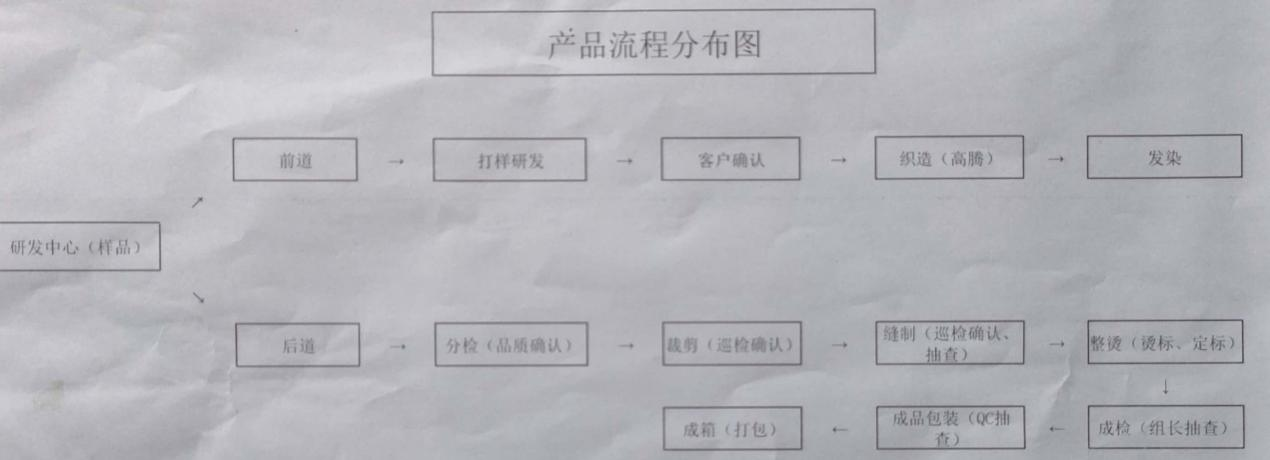 产品流程分布图
前道 → 打样研发 → 客户确认 → 织造（高腾） → 发染
研发中心（样品）
后道 → 分检（品质确认） → 裁剪（巡检确认） → 缝制（巡检确认、
抽查） → 整烫（烫标、定标）
成箱（打包） ← 成品包装（QC抽
查） ← 成检（组长抽查）